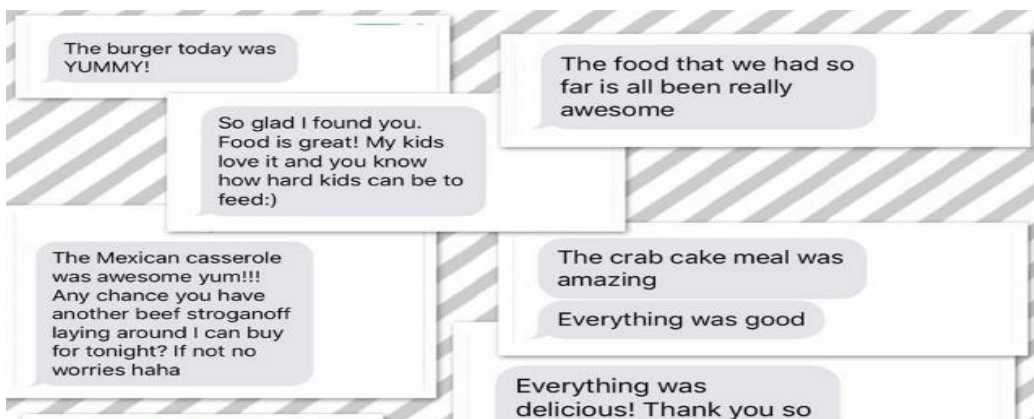 The burger today was
YUMMY!
The food that we had so
far is all been really
awesome
So glad I found you.
Food is great! My kids
love it and you know
how hard kids can be to
feed:)
The Mexican casserole
was awesome yum!!!
Any chance you have
another beef stroganoff
laying around I can buy
for tonight? If not no
worries haha
The crab cake meal was
amazing
Everything was good
Everything was
delicious! Thank you so